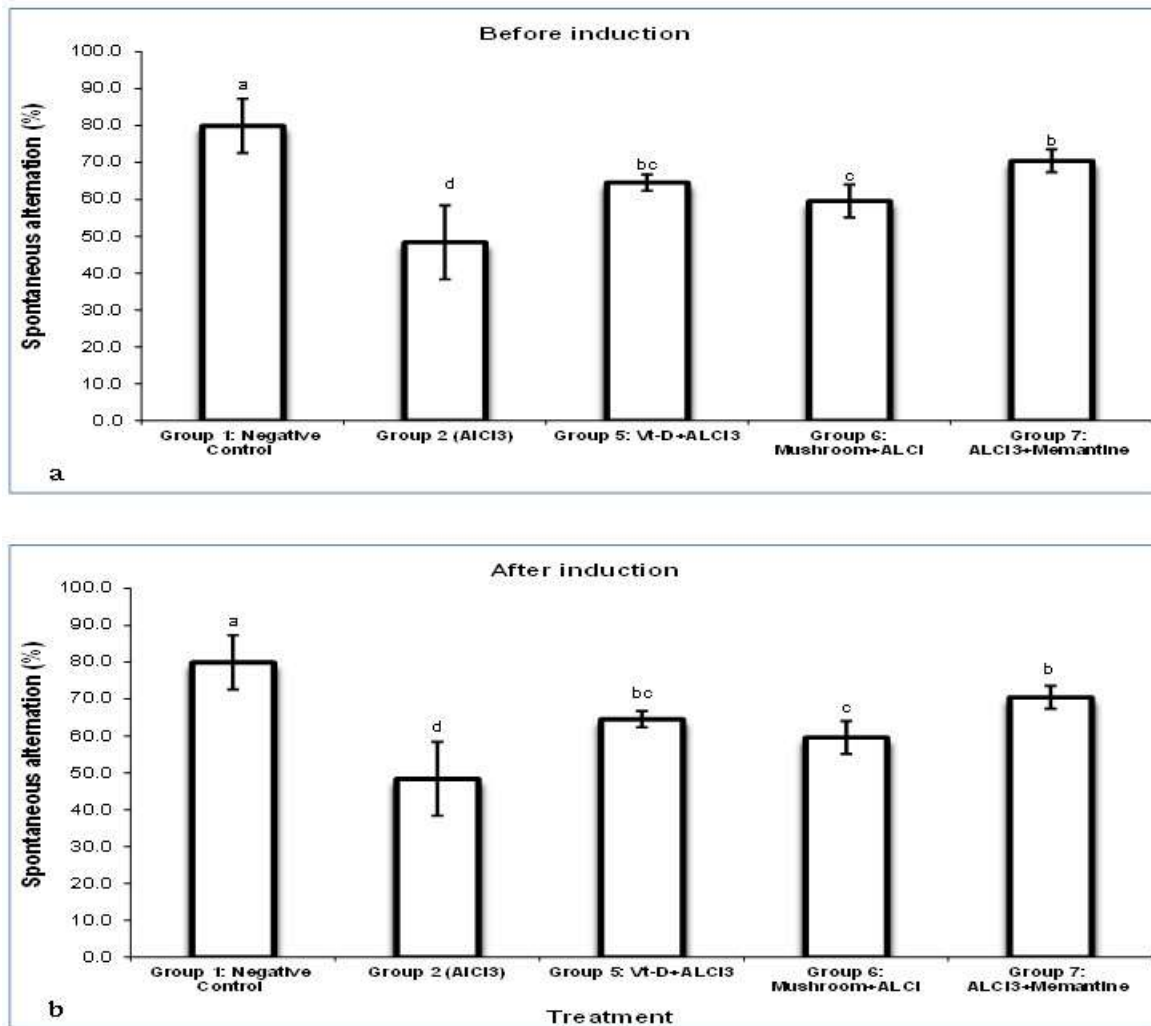 Before induction
Spontaneous alternation (%)
100.0
90.0
80.0
70.0
60.0
50.0
40.0
30.0
20.0
10.0
0.0
a
d
bc
c
b
Group 1: Negative
Control
Group 2 (AlCl3)
Group 5: Vt-D+ALCl3
Group 6:
Mushroom+ALCl
Group 7:
ALCl3+Memantine
a
After induction
Spontaneous alternation (%)
100.0
90.0
80.0
70.0
60.0
50.0
40.0
30.0
20.0
10.0
0.0
a
d
bc
c
b
Group 1: Negative
Control
Group 2 (AlCl3)
Group 5: Vt-D+ALCl3
Group 6:
Mushroom+ALCl
Group 7:
ALCl3+Memantine
b
Treatment